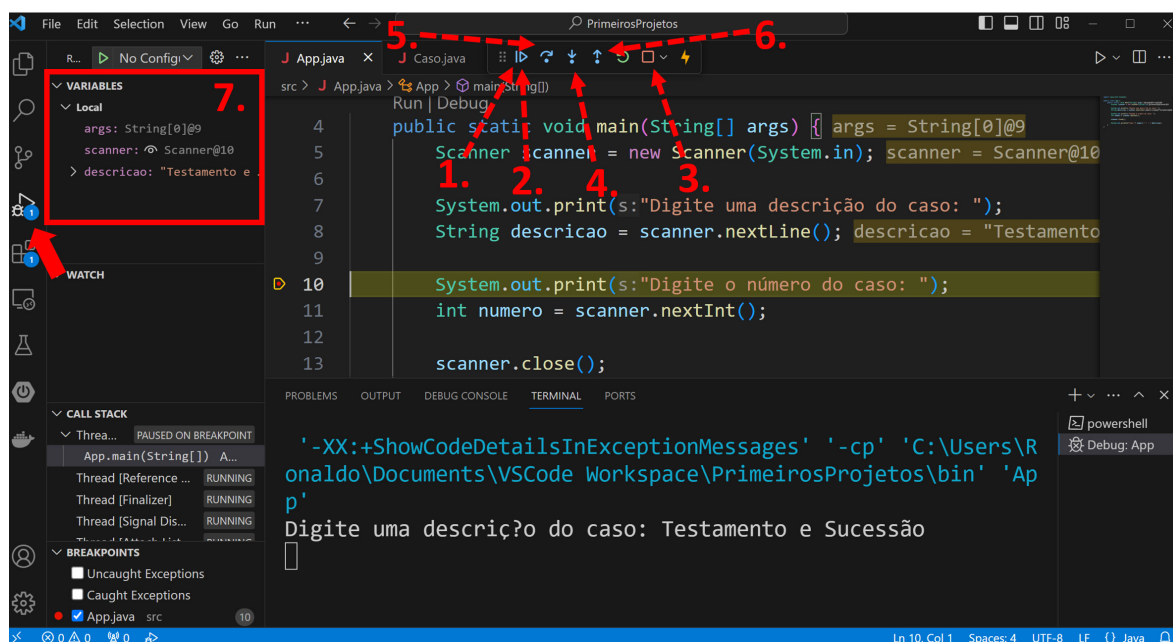 File Edit Selection View Go Run ··· PrimeirosProjetos
5.
6.
R... No Config ···
App.java
Caso.java
VARIABLES
7.
Local
args: String[0]@9
scanner: Scanner@10
descricao: "Testamento e .
src > App.java > App > main(String[])
Run | Debug
4 public static void main(String[] args) { args = String[0]@9
5 Scanner scanner = new Scanner(System.in); scanner = Scanner@10
6
1. 2. 4. 3.
7 System.out.print(s:"Digite uma descrição do caso: ");
8 String descricao = scanner.nextLine(); descricao = "Testamento
9
10 System.out.print(s:"Digite o número do caso: ");
11 int numero = scanner.nextInt();
12
13 scanner.close();
1
1
WATCH
CALL STACK
Threa... PAUSED ON BREAKPOINT
App.main(String[]) A...
Thread [Reference ... RUNNING
Thread [Finalizer] RUNNING
Thread [Signal Dis... RUNNING
BREAKPOINTS
Uncaught Exceptions
Caught Exceptions
App.java src 10
PROBLEMS OUTPUT DEBUG CONSOLE TERMINAL PORTS
'-XX:+ShowCodeDetailsInExceptionMessages' '-cp' 'C:\Users\R
onaldo\Documents\VSCode Workspace\PrimeirosProjetos\bin' 'Ap
p'
Digite uma descriç?o do caso: Testamento e Sucessão
powershell
Debug: App
0 0 0 Ln 10, Col 1 Spaces: 4 UTF-8 LF {} Java